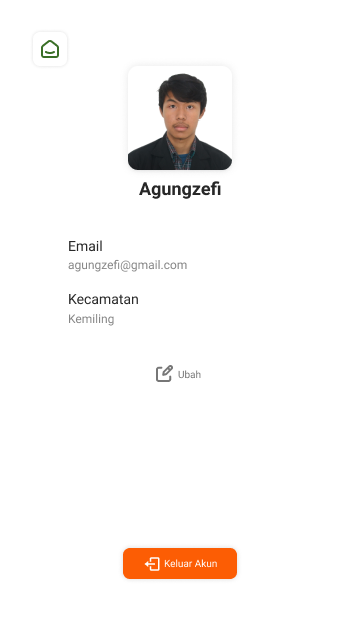 Agungzefi
Email
agungzefi@gmail.com
Kecamatan
Kemiling
Ubah
Keluar Akun